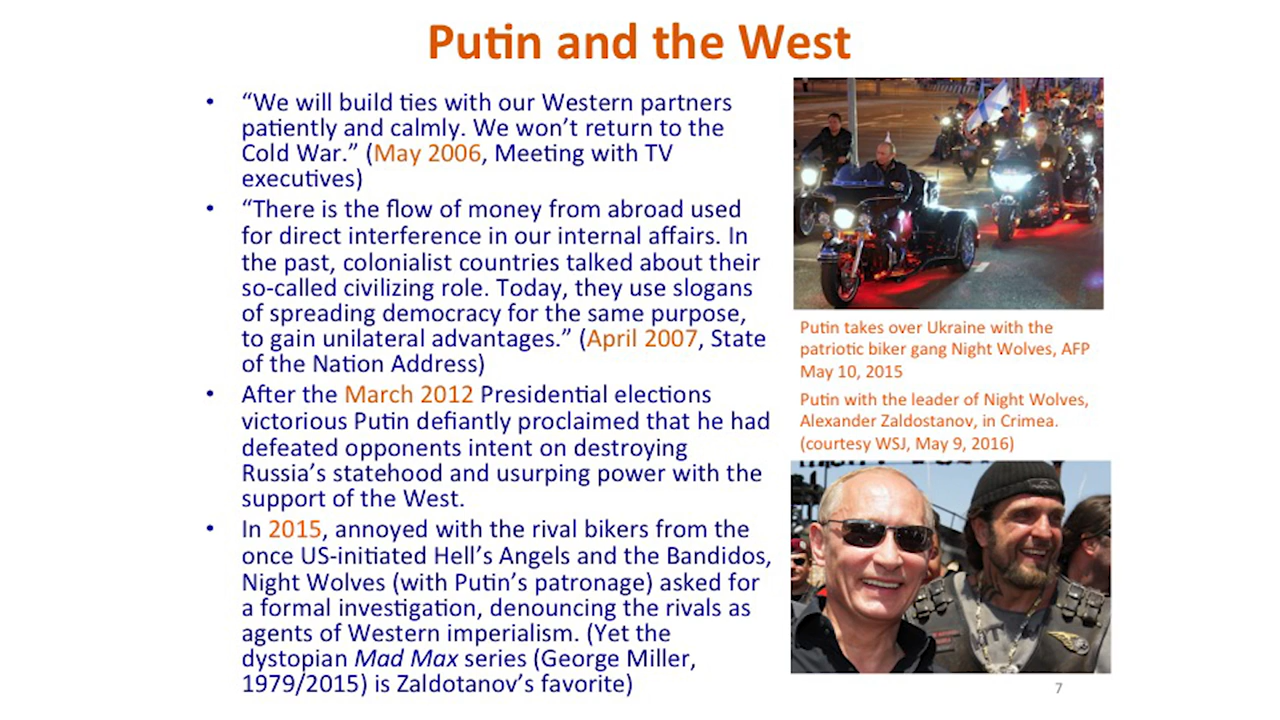 Putin and the West
• “We will build ties with our Western partners
patiently and calmly. We won’t return to the
Cold War.” (May 2006, Meeting with TV
executives)
• “There is the flow of money from abroad used
for direct interference in our internal affairs. In
the past, colonialist countries talked about their
so-called civilizing role. Today, they use slogans
of spreading democracy for the same purpose,
to gain unilateral advantages.” (April 2007, State
of the Nation Address)
• After the March 2012 Presidential elections
victorious Putin defiantly proclaimed that he had
defeated opponents intent on destroying
Russia’s statehood and usurping power with the
support of the West.
• In 2015, annoyed with the rival bikers from the
once US-initiated Hell’s Angels and the Bandidos,
Night Wolves (with Putin’s patronage) asked for
a formal investigation, denouncing the rivals as
agents of Western imperialism. (Yet the
dystopian Mad Max series (George Miller,
1979/2015) is Zaldotanov’s favorite)
Putin takes over Ukraine with the
patriotic biker gang Night Wolves, AFP
May 10, 2015
Putin with the leader of Night Wolves,
Alexander Zaldostanov, in Crimea.
(courtesy WSJ, May 9, 2016)
7